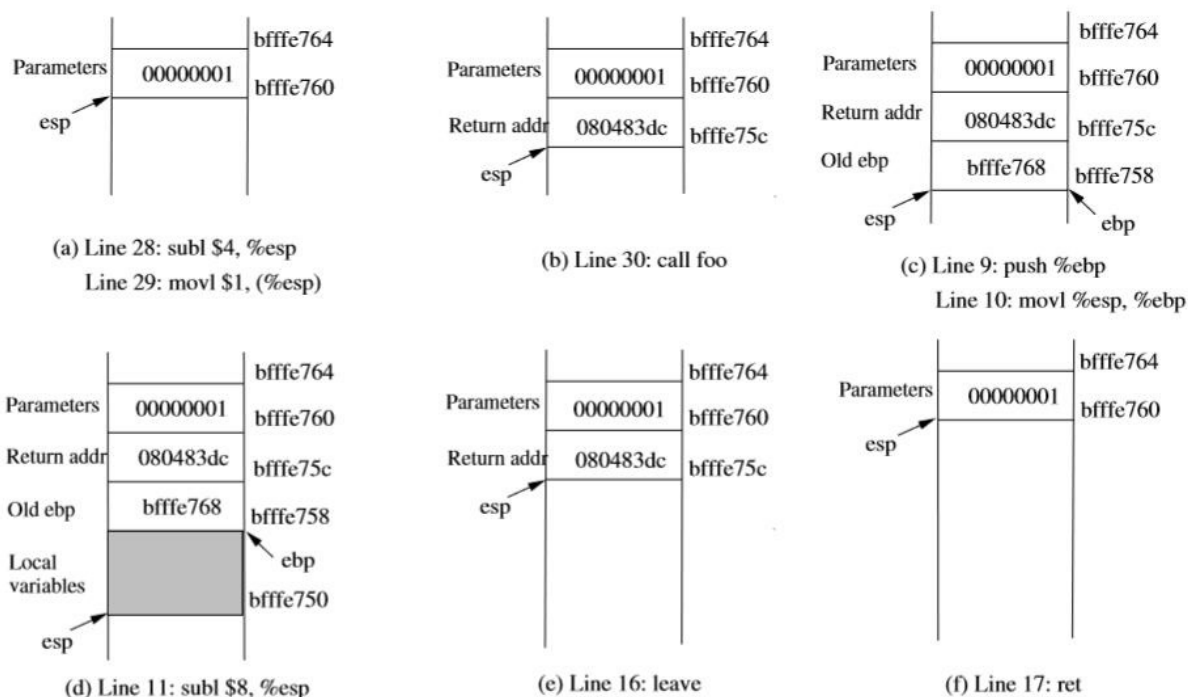 bfffe764
Parameters 00000001 bfffe760
esp
(a) Line 28: subl $4, %esp
Line 29: movl $1, (%esp)
bfffe764
Parameters 00000001 bfffe760
Return addr 080483dc bfffe75c
esp
(b) Line 30: call foo
bfffe764
Parameters 00000001 bfffe760
Return addr 080483dc bfffe75c
Old ebp bfffe768 bfffe758
esp ebp
(c) Line 9: push %ebp
Line 10: movl %esp, %ebp
bfffe764
Parameters 00000001 bfffe760
Return addr 080483dc bfffe75c
Old ebp bfffe768 bfffe758
ebp
Local
variables
bfffe750
esp
(d) Line 11: subl $8, %esp
bfffe764
Parameters 00000001 bfffe760
Return addr 080483dc bfffe75c
esp
(e) Line 16: leave
bfffe764
Parameters 00000001 bfffe760
esp
(f) Line 17: ret